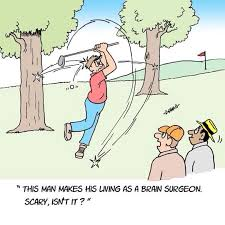 " THIS MAN MAKES HIS LIVING AS A BRAIN SURGEON.
SCARY, ISN'T IT ? "